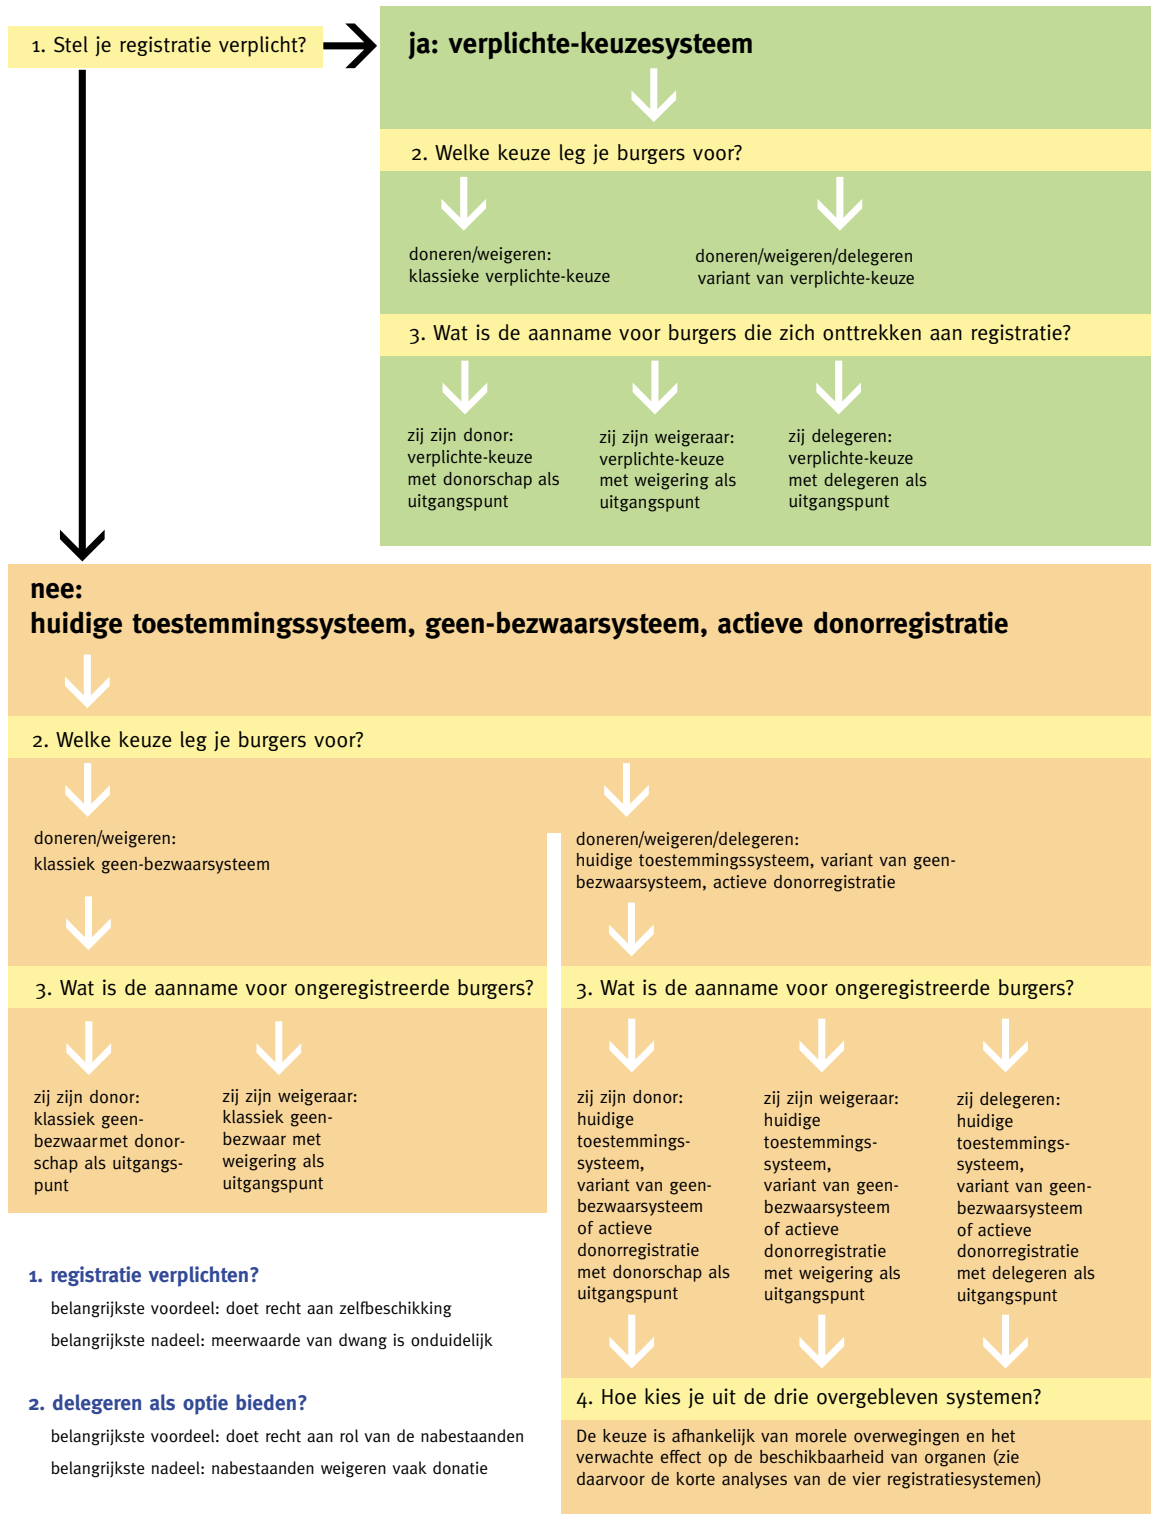 1. Stel je registratie verplicht?
ja: verplichte-keuzesysteem
2. Welke keuze leg je burgers voor?
doneren/weigeren:
klassieke verplichte-keuze
doneren/weigeren/delegeren
variant van verplichte-keuze
3. Wat is de aanname voor burgers die zich onttrekken aan registratie?
zij zijn donor:
verplichte-keuze
met donorschap als
uitgangspunt
zij zijn weigeraar:
verplichte-keuze
met weigering als
uitgangspunt
zij delegeren:
verplichte-keuze
met delegeren als
uitgangspunt
nee:
huidige toestemmingssysteem, geen-bezwaarsysteem, actieve donorregistratie
2. Welke keuze leg je burgers voor?
doneren/weigeren:
klassiek geen-bezwaarsysteem
doneren/weigeren/delegeren:
huidige toestemmingssysteem, variant van geen-
bezwaarsysteem, actieve donorregistratie
3. Wat is de aanname voor ongeregistreerde burgers?
zij zijn donor:
klassiek geen-
bezwaarmet donor-
schap als uitgangs-
punt
zij zijn weigeraar:
klassiek geen-
bezwaar met
weigering als
uitgangspunt
3. Wat is de aanname voor ongeregistreerde burgers?
zij zijn donor:
huidige
toestemmings-
systeem,
variant van geen-
bezwaarsysteem
of actieve
donorregistratie
met donorschap als
uitgangspunt
zij zijn weigeraar:
huidige
toestemmings-
systeem,
variant van geen-
bezwaarsysteem
of actieve
donorregistratie
met weigering als
uitgangspunt
zij delegeren:
huidige
toestemmings-
systeem,
variant van geen-
bezwaarsysteem
of actieve
donorregistratie
met delegeren als
uitgangspunt
4. Hoe kies je uit de drie overgebleven systemen?
De keuze is afhankelijk van morele overwegingen en het
verwachte effect op de beschikbaarheid van organen (zie
daarvoor de korte analyses van de vier registratiesystemen)
1. registratie verplichten?
belangrijkste voordeel: doet recht aan zelfbeschikking
belangrijkste nadeel: meerwaarde van dwang is onduidelijk
2. delegeren als optie bieden?
belangrijkste voordeel: doet recht aan rol van de nabestaanden
belangrijkste nadeel: nabestaanden weigeren vaak donatie